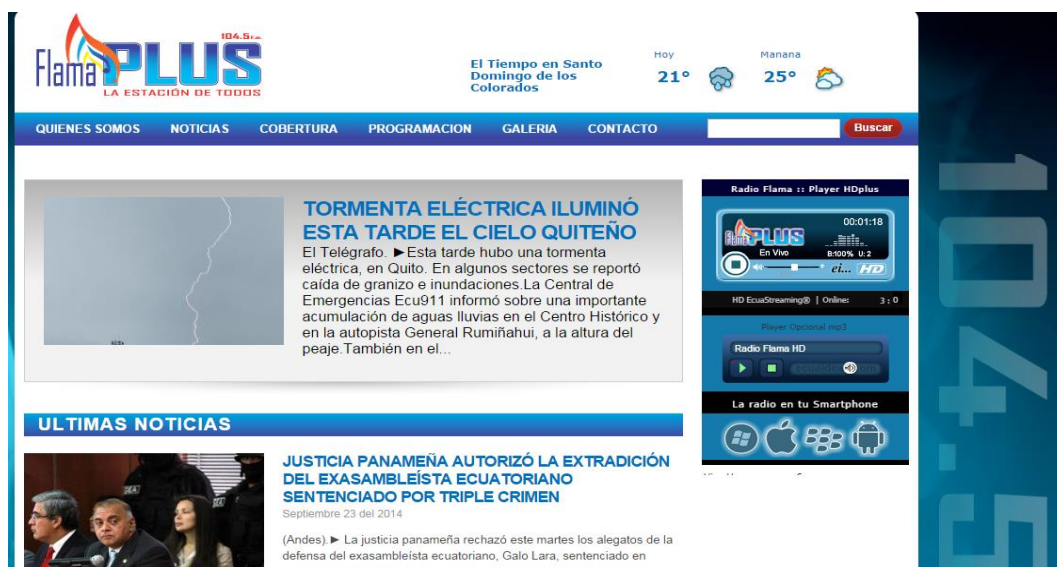 104.5 F.M.
Flama PLUS
LA ESTACIÓN DE TODOS
El Tiempo en Santo
Domingo de los
Colorados
Hoy
21°
Manana
25°
QUIENES SOMOS NOTICIAS COBERTURA PROGRAMACION GALERIA CONTACTO
Buscar
TORMENTA ELÉCTRICA ILUMINÓ
ESTA TARDE EL CIELO QUITEÑO
El Telégrafo. ►Esta tarde hubo una tormenta
eléctrica, en Quito. En algunos sectores se reportó
caída de granizo e inundaciones.La Central de
Emergencias Ecu911 informó sobre una importante
acumulación de aguas lluvias en el Centro Histórico y
en la autopista General Rumiñahui, a la altura del
peaje.También en el...
Radio Flama :: Player HDplus
00:01:18
Flama PLUS
En Vivo
B:100% U:2
ei... HD
HD EcuaStreaming® | Online: 3 : 0
Player Opcional mp3
Radio Flama HD
La radio en tu Smartphone
ULTIMAS NOTICIAS
JUSTICIA PANAMEÑA AUTORIZÓ LA EXTRADICIÓN
DEL EXASAMBLEÍSTA ECUATORIANO
SENTENCIADO POR TRIPLE CRIMEN
Septiembre 23 del 2014
(Andes).► La justicia panameña rechazó este martes los alegatos de la
defensa del exasambleísta ecuatoriano, Galo Lara, sentenciado en
104.5